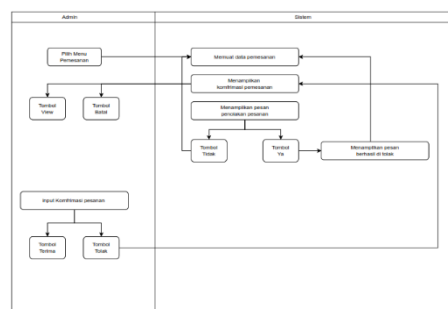 Admin
Sistem
Pilih Menu
Pemesanan
Memuat data pemesanan
Menampilkan
konfirmasi pemesanan
Tombol
View
Tombol
Batal
Menampilkan pesan
penolakan pesanan
Tombol
Tidak
Tombol
Ya
Menampilkan pesan
berhasil di tolak
Input Konfirmasi pesanan
Tombol
Terima
Tombol
Tolak